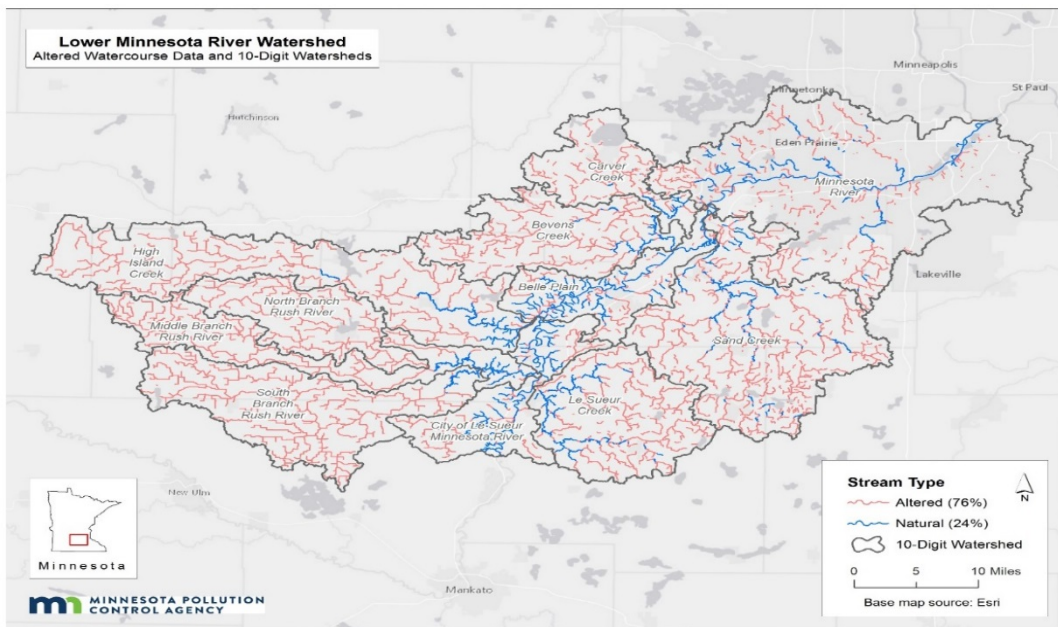 Lower Minnesota River Watershed
Altered Watercourse Data and 10-Digit Watersheds
Minneapolis
St Paul
Minnetonka
Hutchinson
Eden Prairie
Carver
Creek
Minnesota
River
Bevens
Creek
High
Island
Creek
Lakeville
Belle Plain
North Branch
Rush River
Middle Branch
Rush River
Sand Creek
South
Branch
Rush River
Le Sueur
Creek
City of Le Sueur
Minnesota River
New Ulm
Mankato
Minnesota
MINNESOTA POLLUTION
CONTROL AGENCY
Stream Type
Altered (76%)
Natural (24%)
10-Digit Watershed
N
0 5 10 Miles
Base map source: Esri